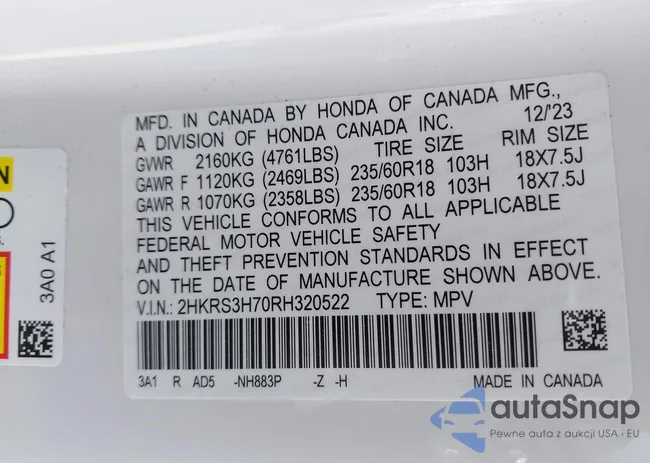 MFD. IN CANADA BY HONDA OF CANADA MFG.,
A DIVISION OF HONDA CANADA INC. 12/'23
GVWR 2160KG (4761LBS) TIRE SIZE RIM SIZE
GAWR F 1120KG (2469LBS) 235/60R18 103H 18X7.5J
GAWR R 1070KG (2358LBS) 235/60R18 103H 18X7.5J
THIS VEHICLE CONFORMS TO ALL APPLICABLE
FEDERAL MOTOR VEHICLE SAFETY
AND THEFT PREVENTION STANDARDS IN EFFECT
ON THE DATE OF MANUFACTURE SHOWN ABOVE.
V.I.N.: 2HKRS3H70RH320522 TYPE: MPV
3A1 R AD5 -NH883P -Z -H MADE IN CANADA
N
s.
3A0 A1
autaSnap
Pewne auta z aukcji USA i EU